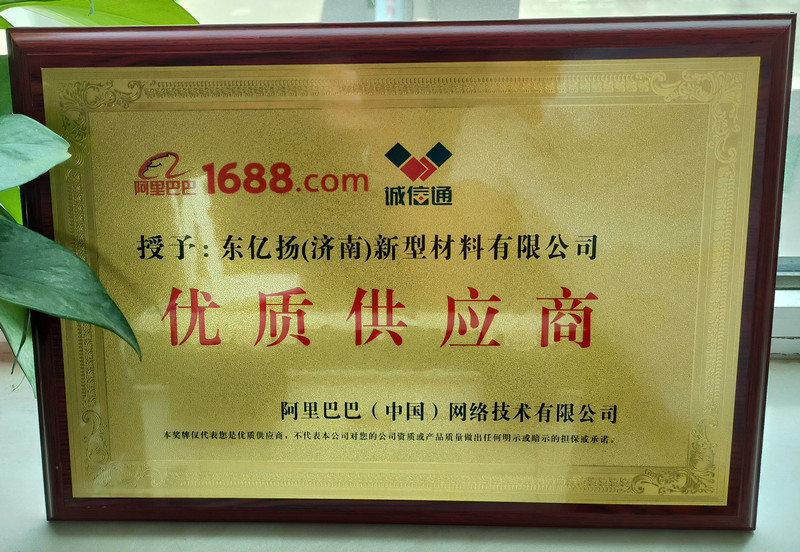 阿里巴巴 1688.com 诚信通
授予：东亿扬(济南)新型材料有限公司
优质供应商
阿里巴巴（中国）网络技术有限公司
本奖牌仅代表您是优质供应商，不代表本公司对您的公司资质或产品质量做出任何明示或暗示的担保或承诺。